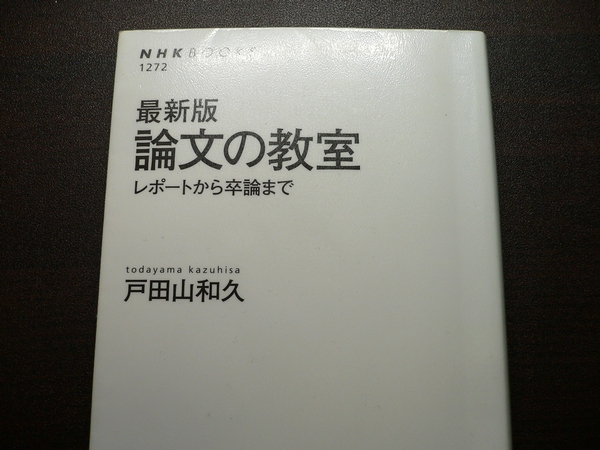 NHK BOOKS
1272
最新版
論文の教室
レポートから卒論まで
todayama kazuhisa
戸田山和久